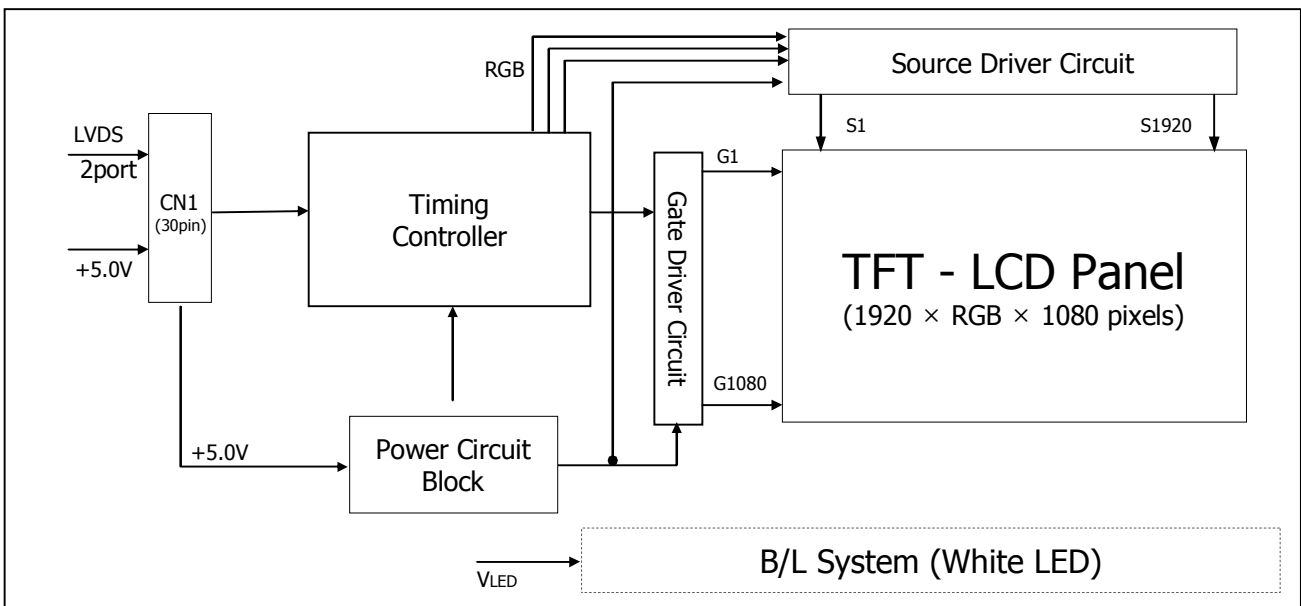 RGB
Source Driver Circuit
S1
S1920
LVDS
2port
CN1
(30pin)
+5.0V
Timing
Controller
Gate Driver Circuit
G1
G1080
TFT - LCD Panel
(1920 × RGB × 1080 pixels)
+5.0V
Power Circuit
Block
VLED
B/L System (White LED)